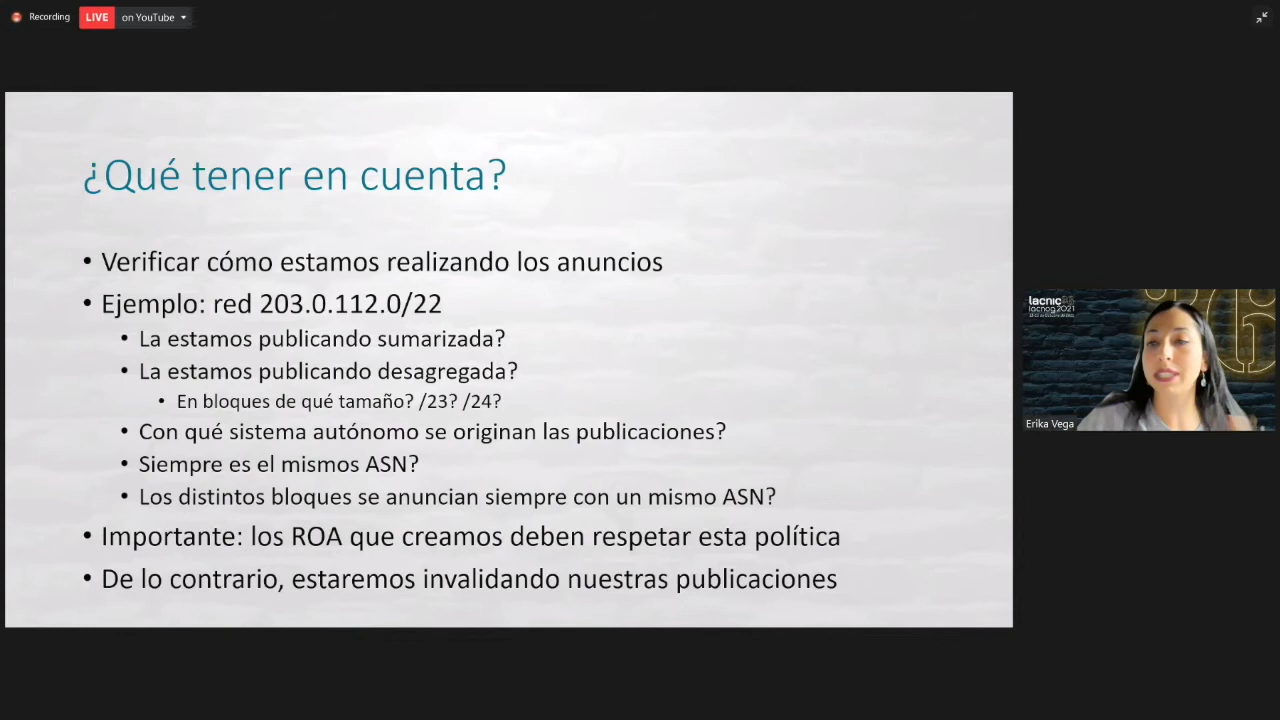 Recording
LIVE on YouTube
¿Qué tener en cuenta?
• Verificar cómo estamos realizando los anuncios
• Ejemplo: red 203.0.112.0/22
• La estamos publicando sumarizada?
• La estamos publicando desagregada?
• En bloques de qué tamaño? /23? /24?
• Con qué sistema autónomo se originan las publicaciones?
• Siempre es el mismos ASN?
• Los distintos bloques se anuncian siempre con un mismo ASN?
• Importante: los ROA que creamos deben respetar esta política
• De lo contrario, estaremos invalidando nuestras publicaciones
lacnic
lacnog 2021
Erika Vega